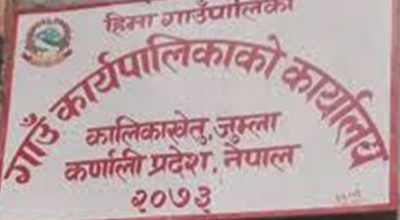 हिमा गाउँपालिका
गाउँ कार्यपालिकाको कार्यालय
कालिकाखेतु, जुम्ला
कर्णाली प्रदेश, नेपाल
२०७३